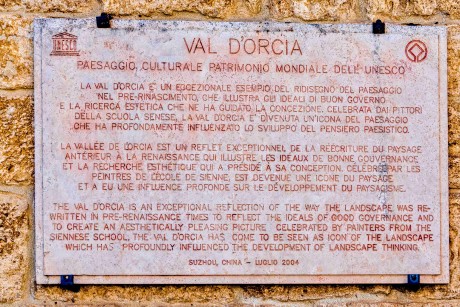 UNESCO
VAL D'ORCIA
PAESAGGIO CULTURALE PATRIMONIO MONDIALE DELL'UNESCO
LA VAL D'ORCIA È UN ECCEZIONALE ESEMPIO DEL RIDISEGNO DEL PAESAGGIO
NEL PRE-RINASCIMENTO, CHE ILLUSTRA GLI IDEALI DI BUON GOVERNO
E LA RICERCA ESTETICA CHE NE HA GUIDATO LA CONCEZIONE. CELEBRATA DAI PITTORI
DELLA SCUOLA SENESE, LA VAL D'ORCIA È DIVENUTA UN'ICONA DEL PAESAGGIO
CHE HA PROFONDAMENTE INFLUENZATO LO SVILUPPO DEL PENSIERO PAESISTICO.
LA VALLÉE DE L'ORCIA EST UN REFLET EXCEPTIONNEL DE LA RÉÉCRITURE DU PAYSAGE
ANTÉRIEUR À LA RENAISSANCE QUI ILLUSTRE LES IDEAUX DE BONNE GOUVERNANCE
ET LA RECHERCHE ESTHÉTIQUE QUI A PRÉSIDÉ À SA CONCEPTION. CÉLÉBRÉE PAR LES
PEINTRES DE L'ÉCOLE DE SIENNE EST DEVENUE UNE ICONE DU PAYSAGE
ET A EU UNE INFLUENCE PROFONDE SUR LE DÉVELOPPEMENT DU PAYSAGISME.
THE VAL D'ORCIA IS AN EXCEPTIONAL REFLECTION OF THE WAY THE LANDSCAPE WAS RE-
WRITTEN IN PRE-RENAISSANCE TIMES TO REFLECT THE IDEALS OF GOOD GOVERNANCE AND
TO CREATE AN AESTHETICALLY PLEASING PICTURE CELEBRATED BY PAINTERS FROM THE
SIENNESE SCHOOL, THE VAL D'ORCIA HAS COME TO BE SEEN AS ICON OF THE LANDSCAPE
WHICH HAS PROFOUNDLY INFLUENCED THE DEVELOPMENT OF LANDSCAPE THINKING.
SUZHOU, CHINA - LUGLIO 2004